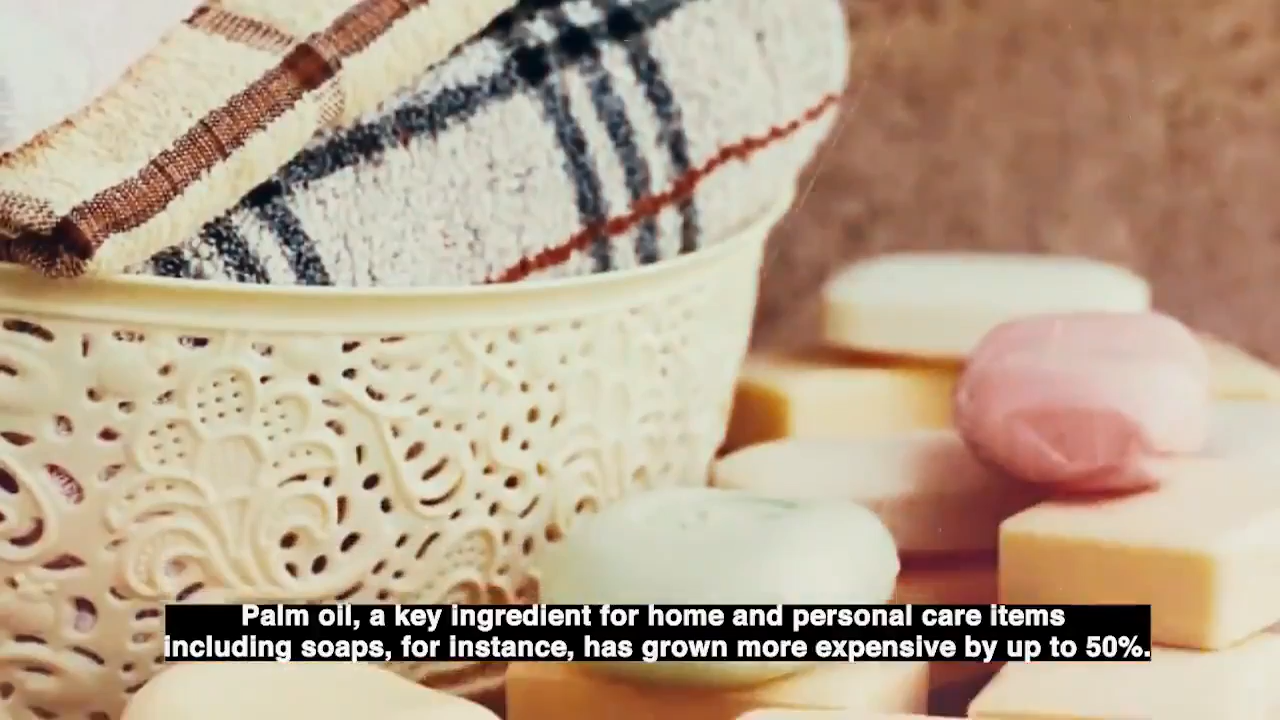 Palm oil, a key ingredient for home and personal care items
including soaps, for instance, has grown more expensive by up to 50%.